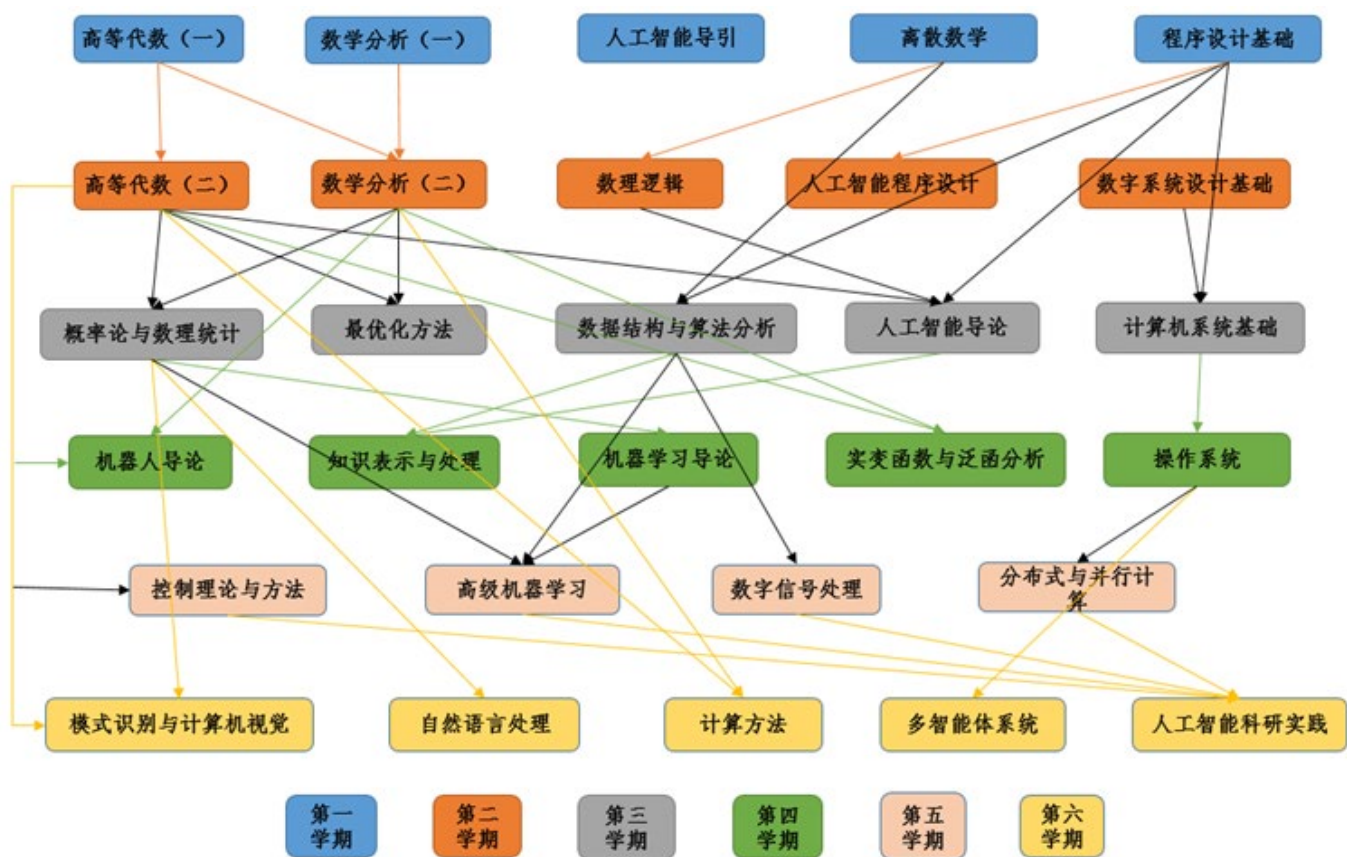 高等代数（一）
数学分析（一）
人工智能导引
离散数学
程序设计基础
高等代数（二）
数学分析（二）
数理逻辑
人工智能程序设计
数字系统设计基础
概率论与数理统计
最优化方法
数据结构与算法分析
人工智能导论
计算机系统基础
机器人导论
知识表示与处理
机器学习导论
实变函数与泛函分析
操作系统
控制理论与方法
高级机器学习
数字信号处理
分布式与并行计
算
模式识别与计算机视觉
自然语言处理
计算方法
多智能体系统
人工智能科研实践
第一
学期
第二
学期
第三
学期
第四
学期
第五
学期
第六
学期